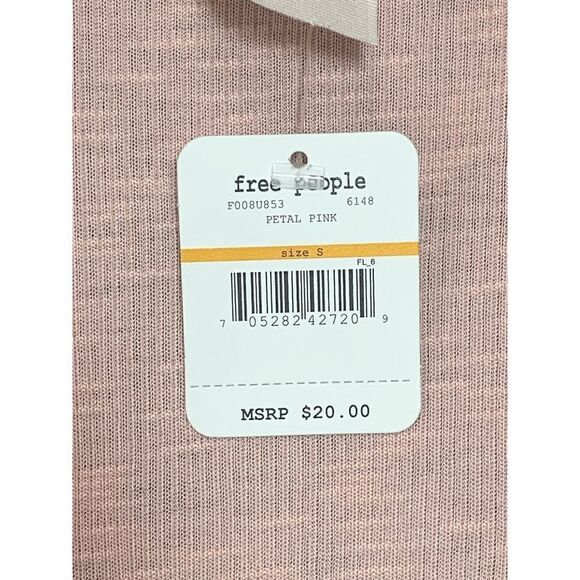 free people
F008U853 6148
PETAL PINK
size S
FL_6
7 05282 42720 9
MSRP $20.00